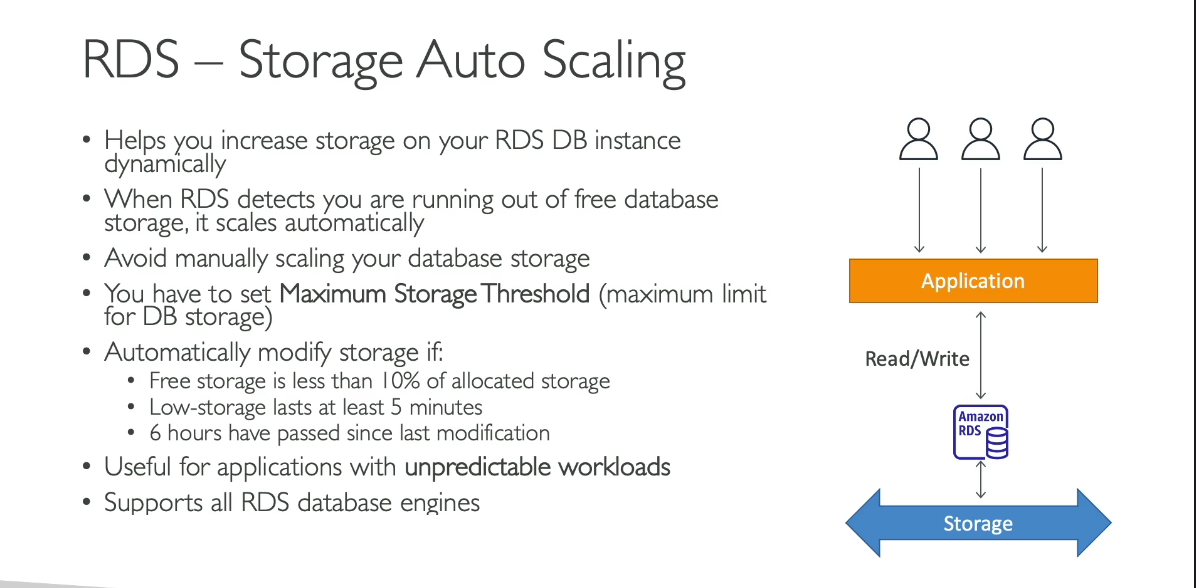 RDS – Storage Auto Scaling
• Helps you increase storage on your RDS DB instance
dynamically
• When RDS detects you are running out of free database
storage, it scales automatically
• Avoid manually scaling your database storage
• You have to set Maximum Storage Threshold (maximum limit
for DB storage)
• Automatically modify storage if:
• Free storage is less than 10% of allocated storage
• Low-storage lasts at least 5 minutes
• 6 hours have passed since last modification
• Useful for applications with unpredictable workloads
• Supports all RDS database engines
Application
Read/Write
Amazon
RDS
Storage